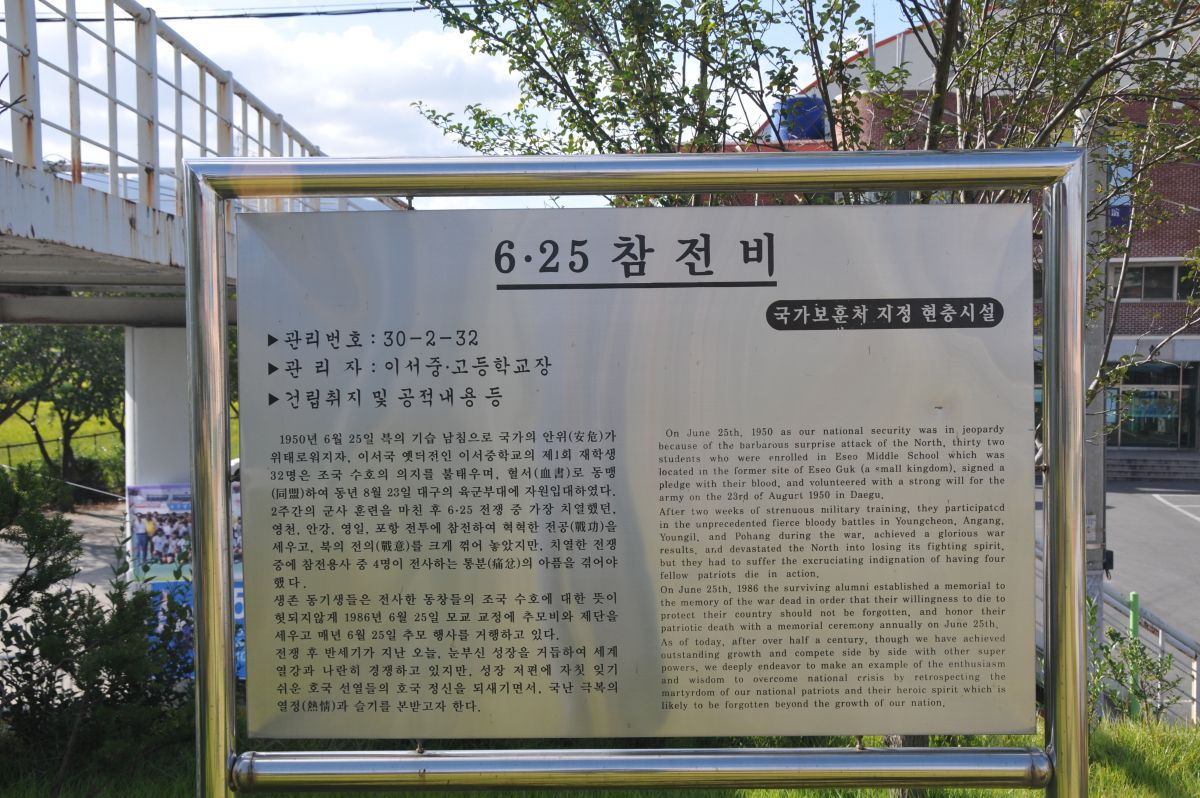 6·25 참전비
국가보훈처 지정 현충시설
▶관리번호 : 30-2-32
▶관 리 자 : 이서중·고등학교장
▶건립취지 및 공적내용 등
1950년 6월 25일 북의 기습 남침으로 국가의 안위(安危)가
위태로워지자, 이서국 옛터전인 이서중학교의 제1회 재학생
32명은 조국 수호의 의지를 불태우며, 혈서(血書)로 동맹
(同盟)하여 동년 8월 23일 대구의 육군부대에 자원입대하였다.
2주간의 군사 훈련을 마친 후 6·25 전쟁 중 가장 치열했던,
영천, 안강, 영일, 포항 전투에 참전하여 혁혁한 전공(戰功)을
세우고, 북의 전의(戰意)를 크게 꺾어 놓았지만, 치열한 전쟁
중에 참전용사 중 4명이 전사하는 통분(痛忿)의 아픔을 겪어야
했다.
생존 동기생들은 전사한 동창들의 조국 수호에 대한 뜻이
헛되지않게 1986년 6월 25일 모교 교정에 추모비와 제단을
세우고 매년 6월 25일 추모 행사를 거행하고 있다.
전쟁 후 반세기가 지난 오늘, 눈부신 성장을 거듭하여 세계
열강과 나란히 경쟁하고 있지만, 성장 저편에 자칫 잊기
쉬운 호국 선열들의 호국 정신을 되새기면서, 국난 극복의
열정(熱情)과 슬기를 본받고자 한다.
On June 25th, 1950 as our national security was in jeopardy
because of the barbarous surprise attack of the North, thirty two
students who were enrolled in Eseo Middle School which was
located in the former site of Eseo Guk (a small kingdom), signed a
pledge with their blood, and volunteered with a strong will for the
army on the 23rd of Augurt 1950 in Daegu.
After two weeks of strenuous military training, they participatcd
in the unprecedented fierce bloody battles in Youngcheon, Angang,
Youngil, and Pohang during the war, achieved a glorious war
results, and devastated the North into losing its fighting spirit,
but they had to suffer the excruciating indignation of having four
fellow patriots die in action.
On June 25th, 1986 the surviving alumni established a memorial to
the memory of the war dead in order that their willingness to die to
protect their country should not be forgotten, and honor their
patriotic death with a memorial ceremony annually on June 25th.
As of today, after over half a century, though we have achieved
outstanding growth and compete side by side with other super
powers, we deeply endeavor to make an example of the enthusiasm
and wisdom to overcome national crisis by retrospecting the
martyrdom of our national patriots and their heroic spirit which is
likely to be forgotten beyond the growth of our nation.